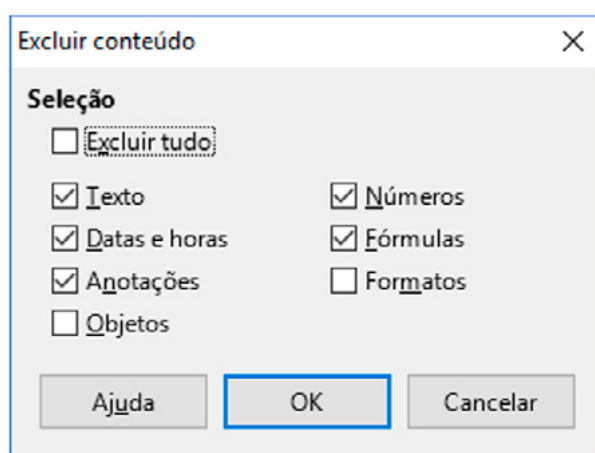 Excluir conteúdo
Seleção
Excluir tudo
Texto
Números
Datas e horas
Fórmulas
Anotações
Formatos
Objetos
Ajuda
OK
Cancelar